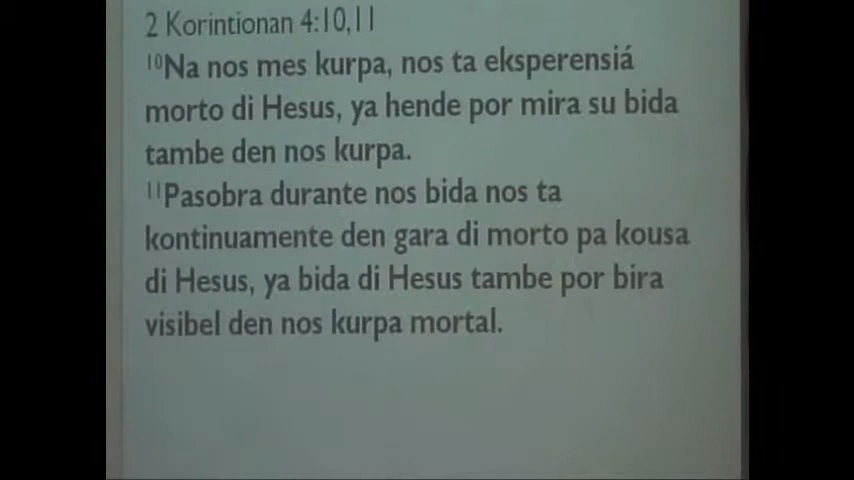 2 Korintionan 4:10,11
¹⁰Na nos mes kurpa, nos ta eksperensiá
morto di Hesus, ya hende por mira su bida
tambe den nos kurpa.
¹¹Pasobra durante nos bida nos ta
kontinuamente den gara di morto pa kousa
di Hesus, ya bida di Hesus tambe por bira
visibel den nos kurpa mortal.